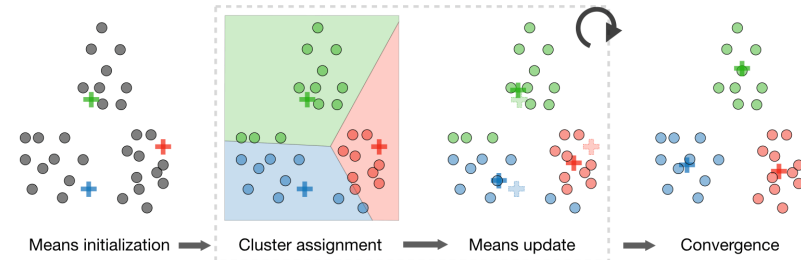 Means initialization
Cluster assignment
Means update
Convergence